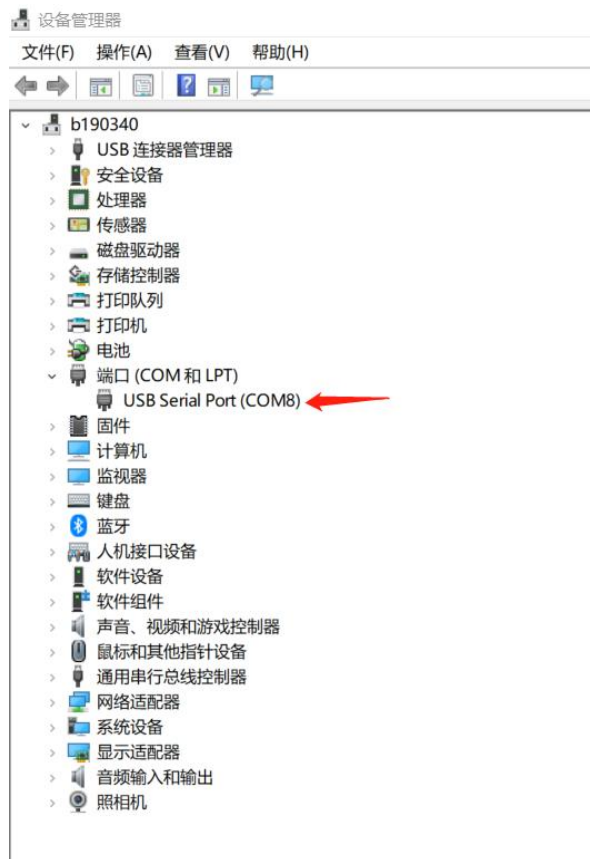 设备管理器
文件(F) 操作(A) 查看(V) 帮助(H)
b190340
USB 连接器管理器
安全设备
处理器
传感器
磁盘驱动器
存储控制器
打印队列
打印机
电池
端口 (COM 和 LPT)
USB Serial Port (COM8)
固件
计算机
监视器
键盘
蓝牙
人机接口设备
软件设备
软件组件
声音、视频和游戏控制器
鼠标和其他指针设备
通用串行总线控制器
网络适配器
系统设备
显示适配器
音频输入和输出
照相机